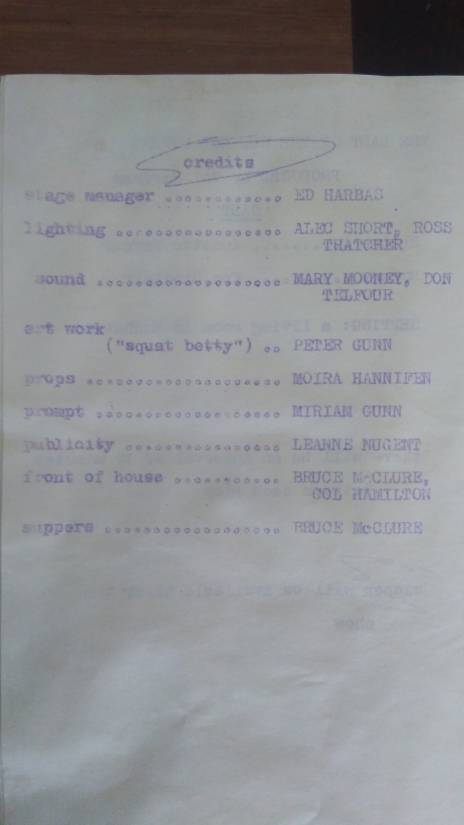 credits
stage manager ............ ED HARBAS
lighting ................. ALEC SHORT, ROSS
THATCHER
sound .................... MARY MOONEY, DON
TELFOUR
art work
("squat betty") .. PETER GUNN
props .................... MOIRA HANNIFEN
prompt ................... MIRIAM GUNN
publicity ................ LEANNE NUGENT
front of house ........... BRUCE McCLURE,
COL HAMILTON
suppers .................. BRUCE McCLURE